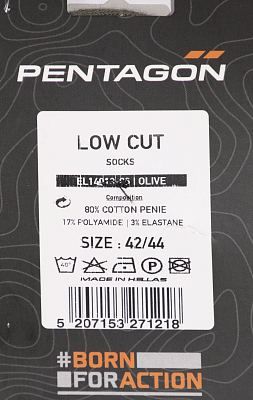 PENTAGON
LOW CUT
SOCKS
| OLIVE
Composition
80% COTTON PENIE
17% POLYAMIDE | 3% ELASTANE
SIZE : 42/44
40°
P
MADE IN HELLAS
5 207153 271218
#BORN
FORACTION